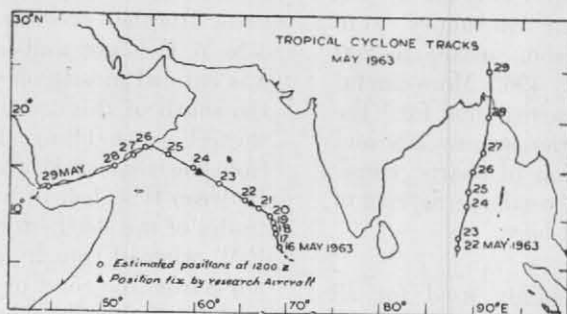 30°N
TROPICAL CYCLONE TRACKS
MAY 1963
29
20°
28
27
26
25
24
23
22 MAY 1963
26
27
25
28
24
29 MAY
23
22
21
20
19
18
17
16 MAY 1963
10°
o Estimated positions at 1200 Z
▲ Position fix by research Aircraft
50°
60°
70°
80°
90°E